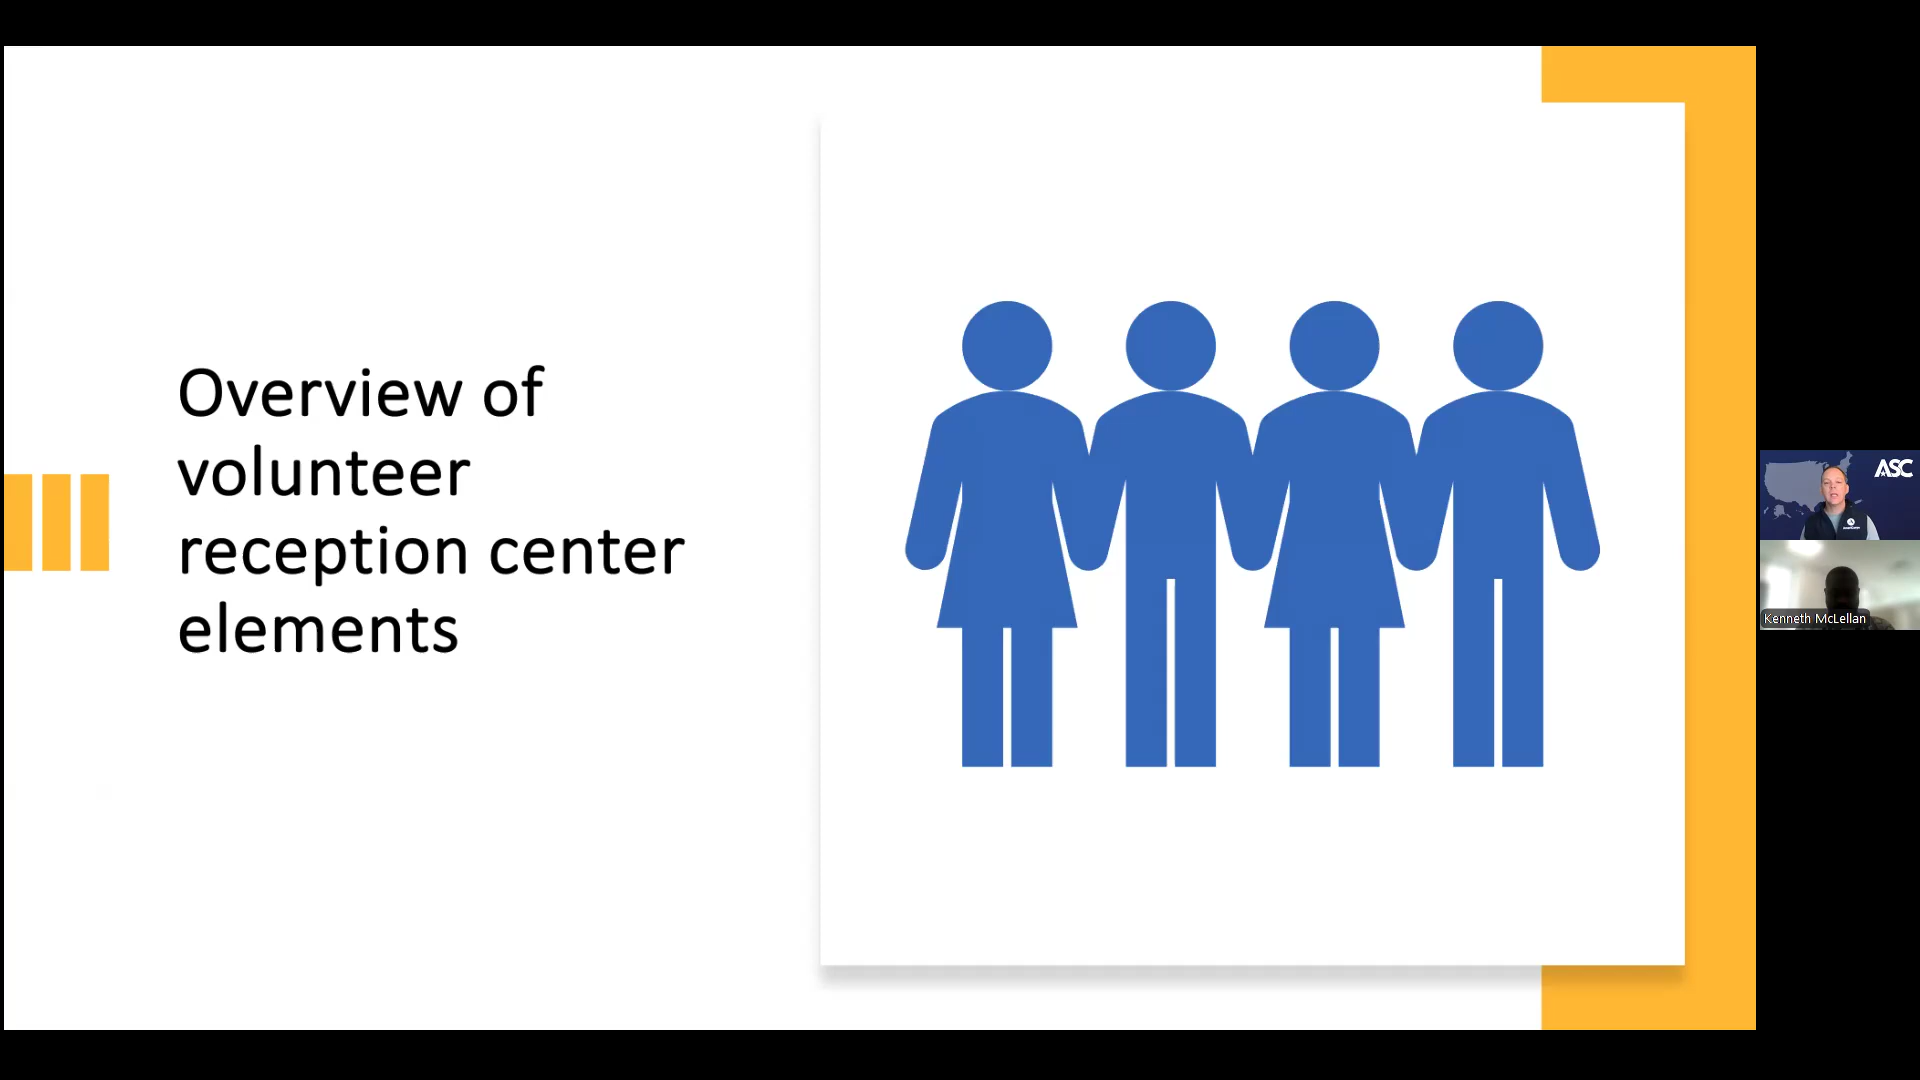 Overview of
volunteer
reception center
elements
ASC
Kenneth McLellan